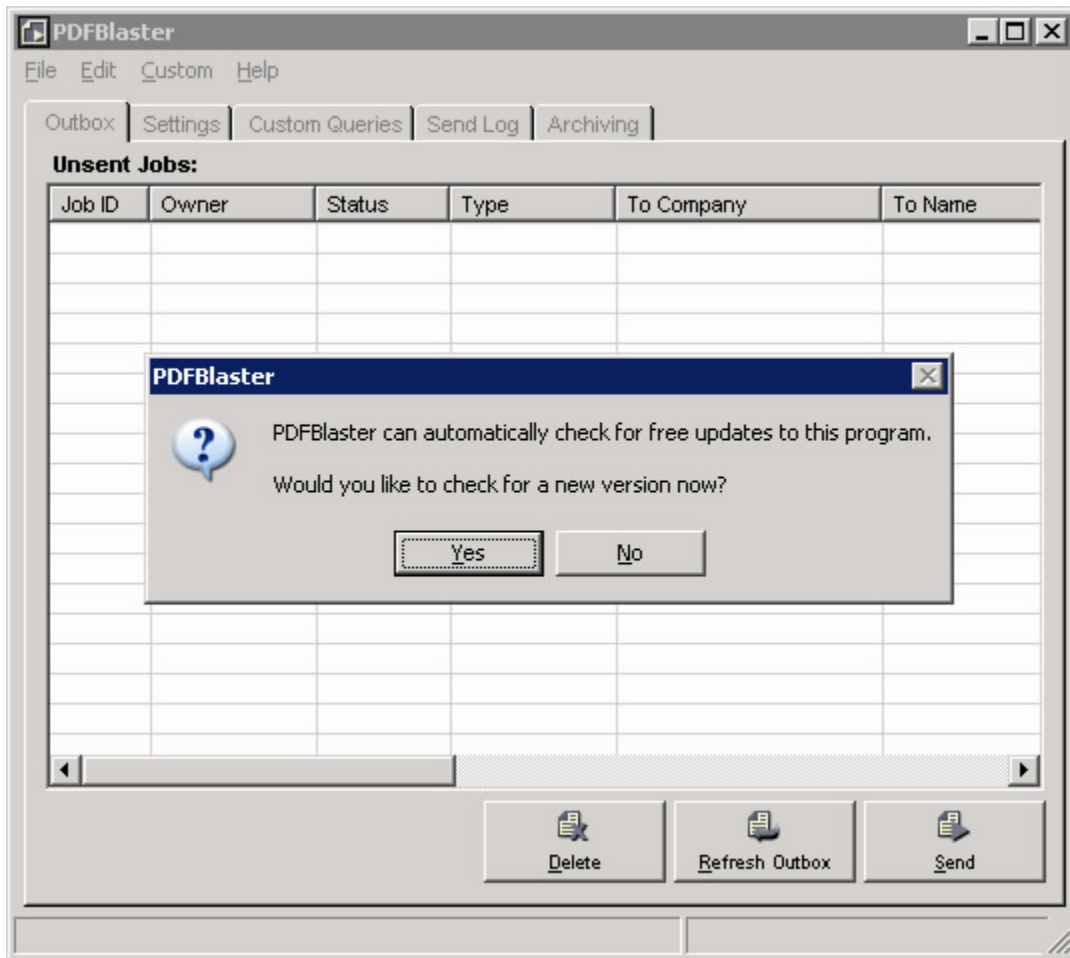 PDFBlaster
File Edit Custom Help
Outbox Settings Custom Queries Send Log Archiving
Unsent Jobs:
Job ID Owner Status Type To Company To Name
PDFBlaster
PDFBlaster can automatically check for free updates to this program.
Would you like to check for a new version now?
Yes No
Delete Refresh Outbox Send